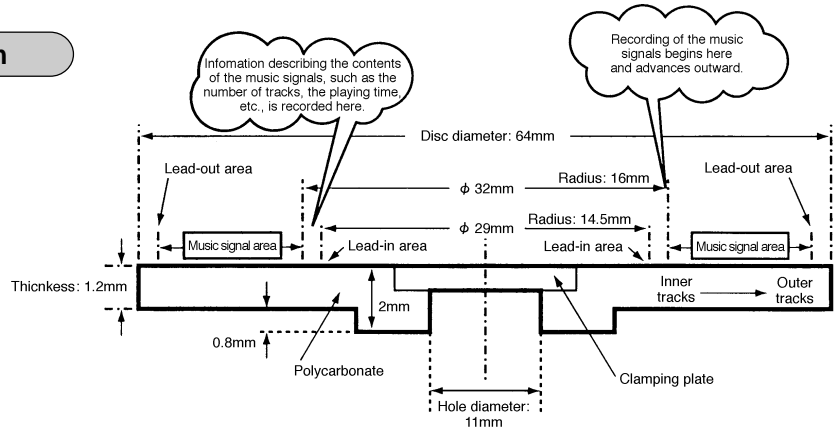 n
Infomation describing the contents
of the music signals, such as the
number of tracks, the playing time,
etc., is recorded here.
Recording of the music
signals begins here
and advances outward.
Disc diameter: 64mm
Lead-out area
Lead-out area
Radius: 16mm
ϕ 32mm
Radius: 14.5mm
ϕ 29mm
Music signal area
Lead-in area
Lead-in area
Music signal area
Thicnkess: 1.2mm
2mm
Inner
tracks
Outer
tracks
0.8mm
Polycarbonate
Clamping plate
Hole diameter:
11mm